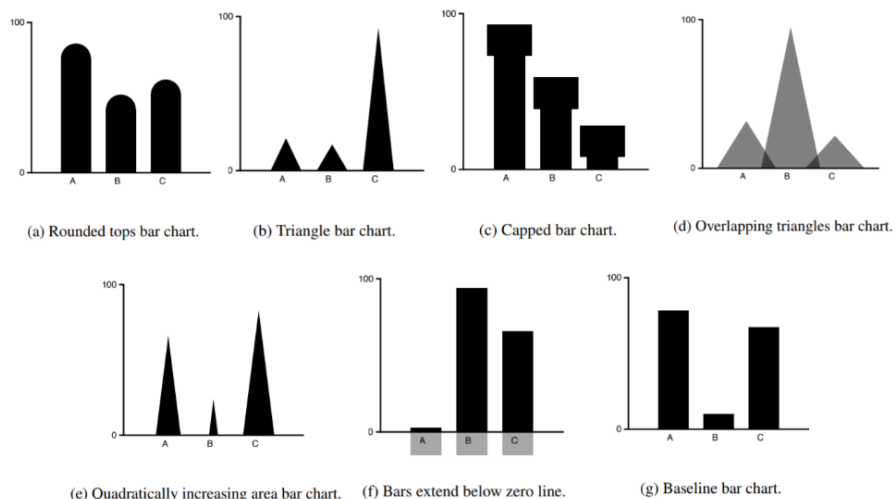 100
0
A B C
(a) Rounded tops bar chart.
100
0
A B C
(b) Triangle bar chart.
100
0
A B C
(c) Capped bar chart.
100
0
A B C
(d) Overlapping triangles bar chart.
100
0
A B C
(e) Quadratically increasing area bar chart.
100
0
A B C
(f) Bars extend below zero line.
100
0
A B C
(g) Baseline bar chart.